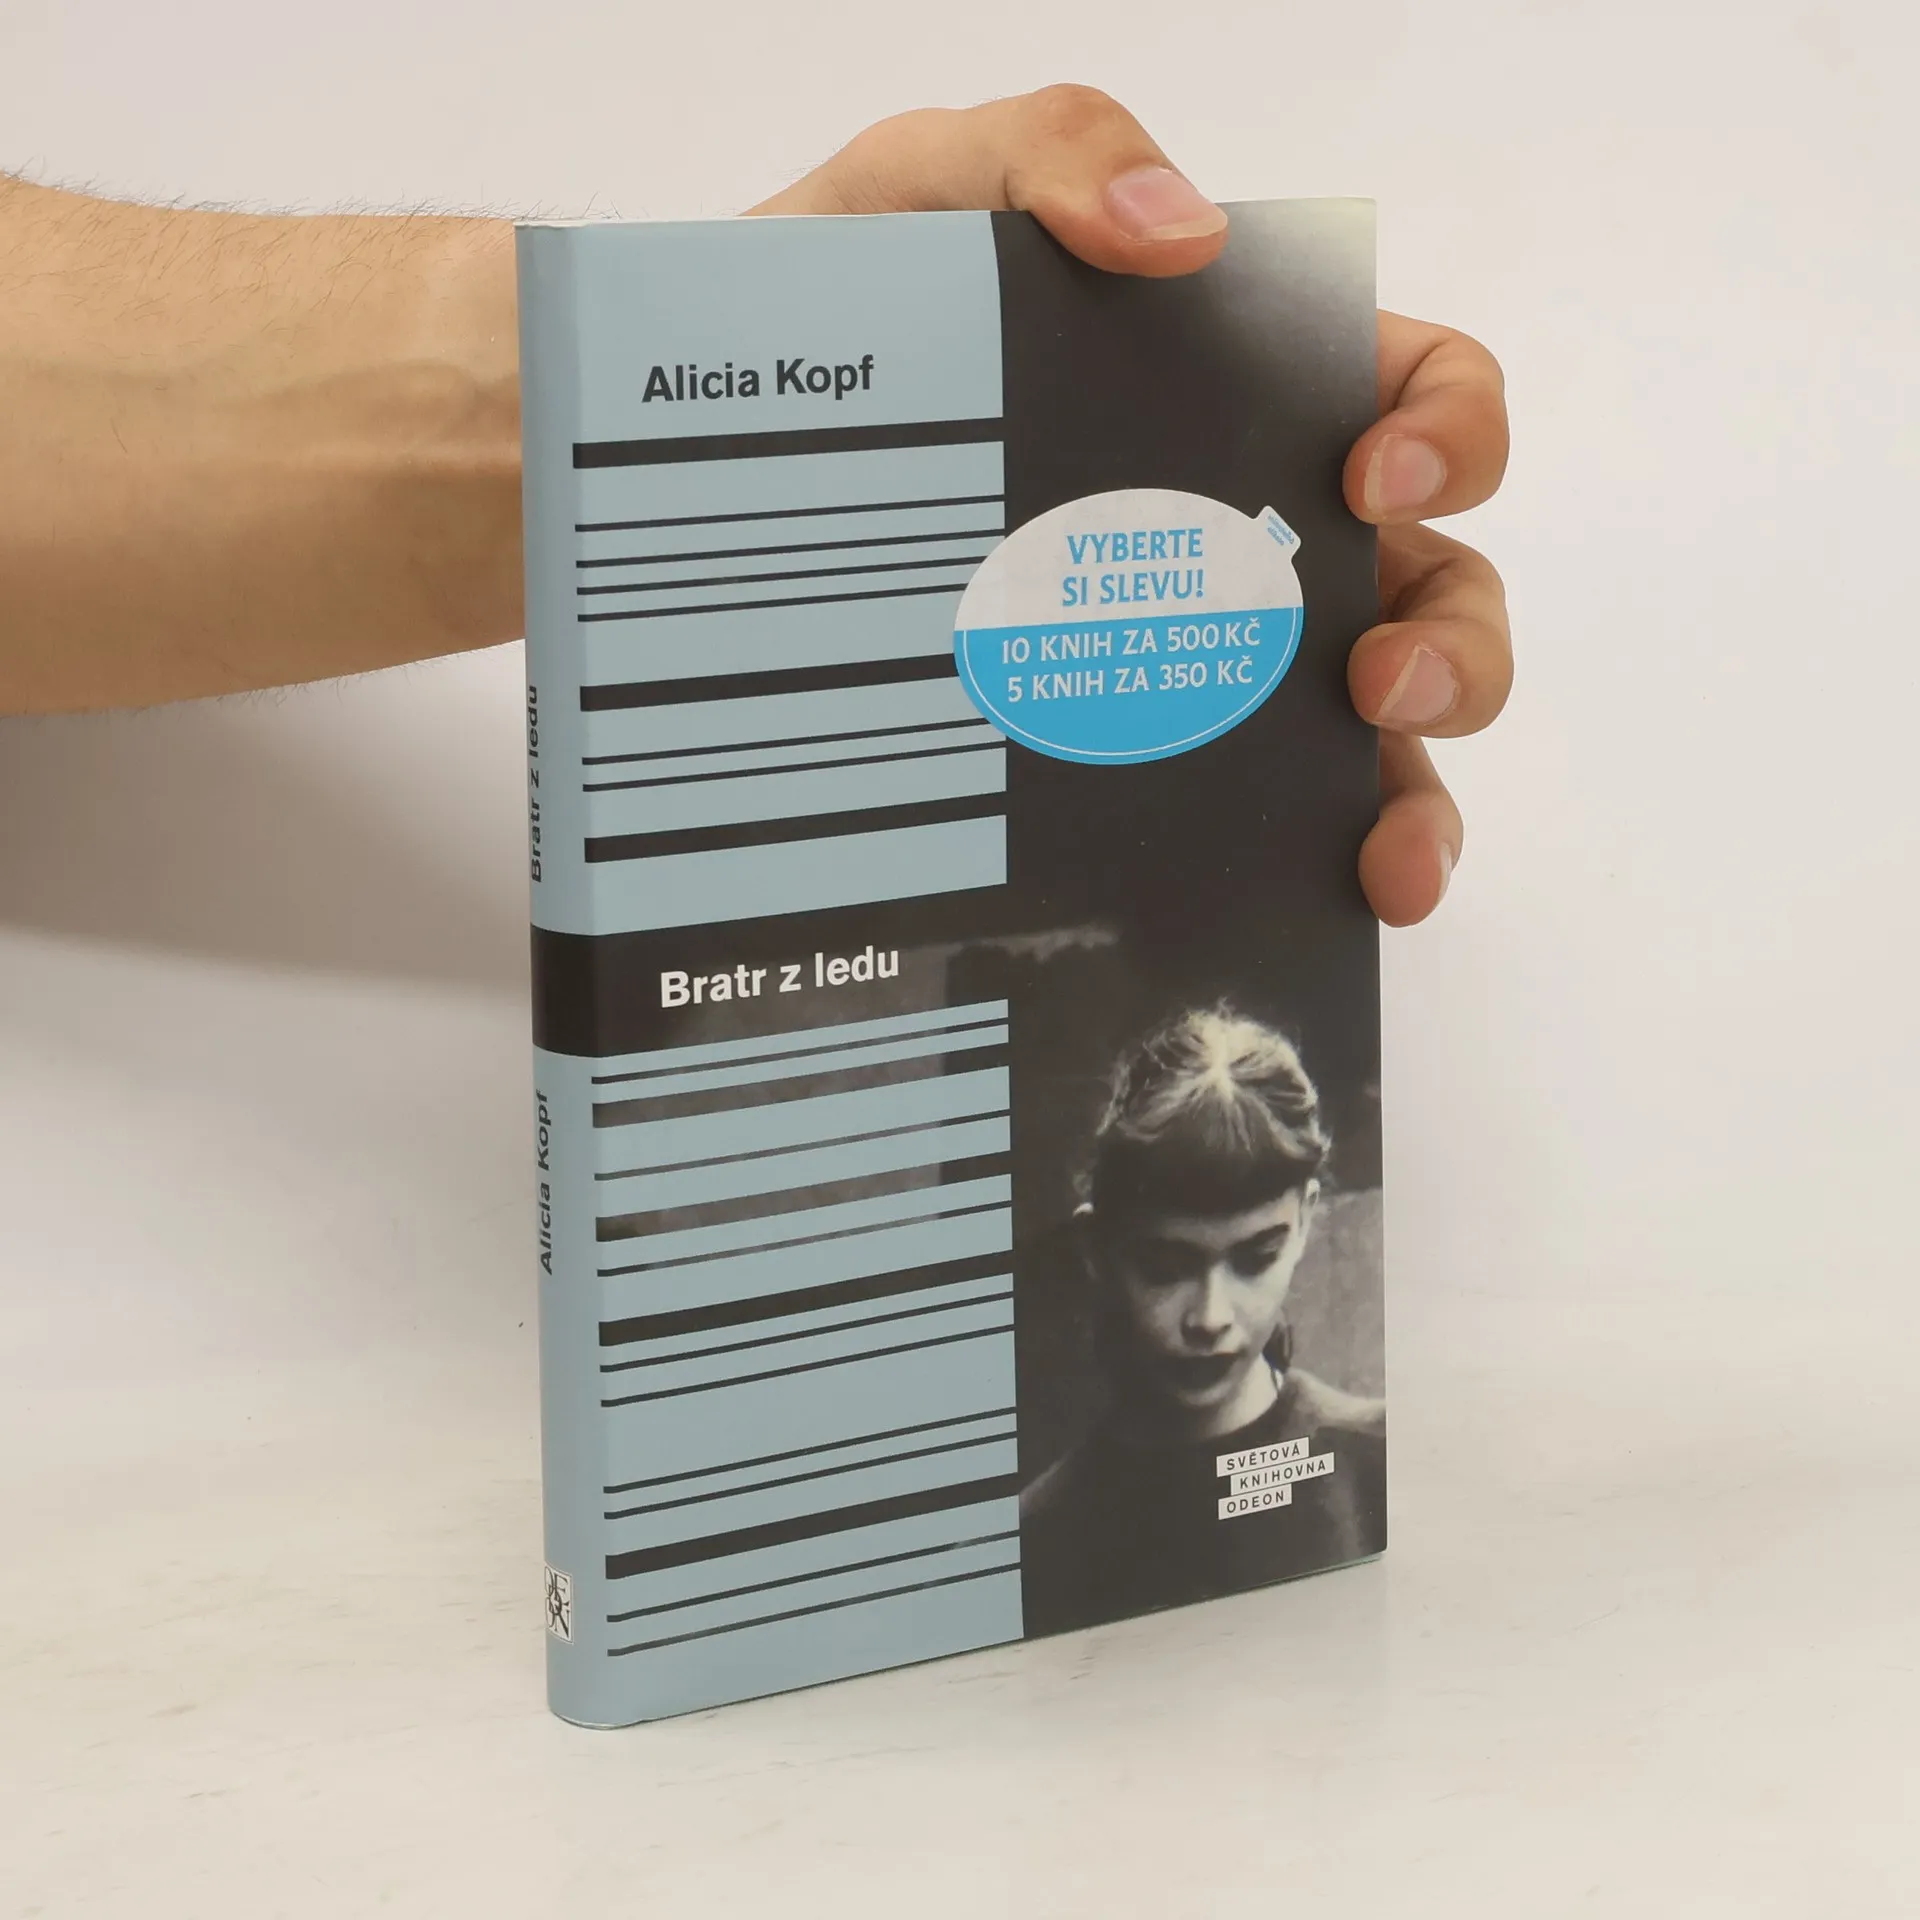 Alicia Kopf
VYBERTE
SI SLEVU!
10 KNIH ZA 500 KČ
5 KNIH ZA 350 KČ
Bratr z ledu
SVĚTOVÁ
KNIHOVNA
ODEON
Bratr z ledu
Alicia Kopf